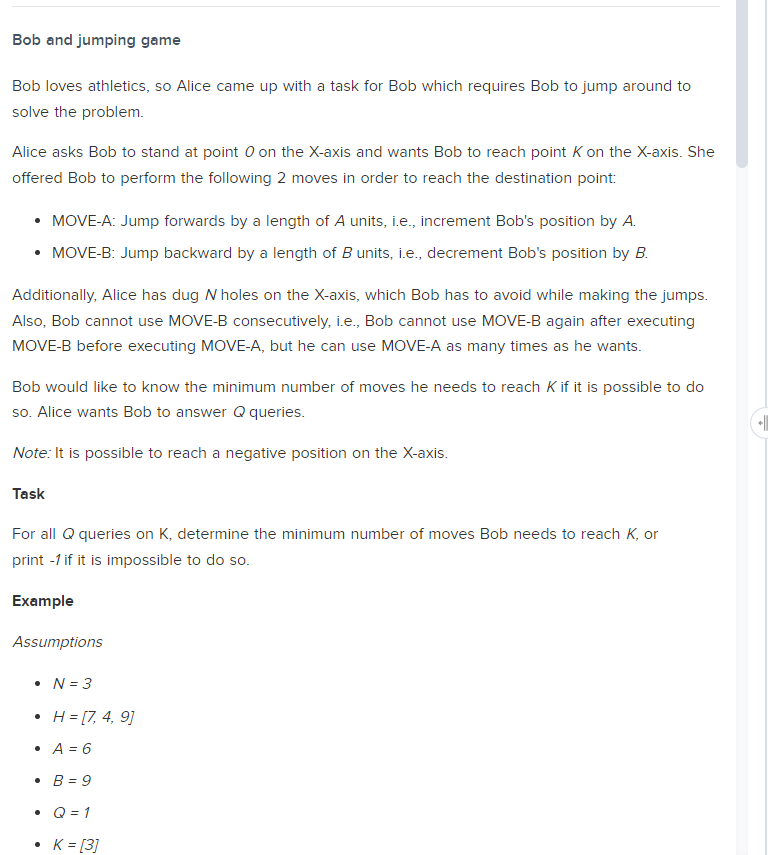 Bob and jumping game
Bob loves athletics, so Alice came up with a task for Bob which requires Bob to jump around to
solve the problem.
Alice asks Bob to stand at point 0 on the X-axis and wants Bob to reach point K on the X-axis. She
offered Bob to perform the following 2 moves in order to reach the destination point:
• MOVE-A: Jump forwards by a length of A units, i.e., increment Bob's position by A.
• MOVE-B: Jump backward by a length of B units, i.e., decrement Bob's position by B.
Additionally, Alice has dug N holes on the X-axis, which Bob has to avoid while making the jumps.
Also, Bob cannot use MOVE-B consecutively, i.e., Bob cannot use MOVE-B again after executing
MOVE-B before executing MOVE-A, but he can use MOVE-A as many times as he wants.
Bob would like to know the minimum number of moves he needs to reach K if it is possible to do
so. Alice wants Bob to answer Q queries.
Note: It is possible to reach a negative position on the X-axis.
Task
For all Q queries on K, determine the minimum number of moves Bob needs to reach K, or
print -1 if it is impossible to do so.
Example
Assumptions
• N = 3
• H = [7, 4, 9]
• A = 6
• B = 9
• Q = 1
• K = [3]